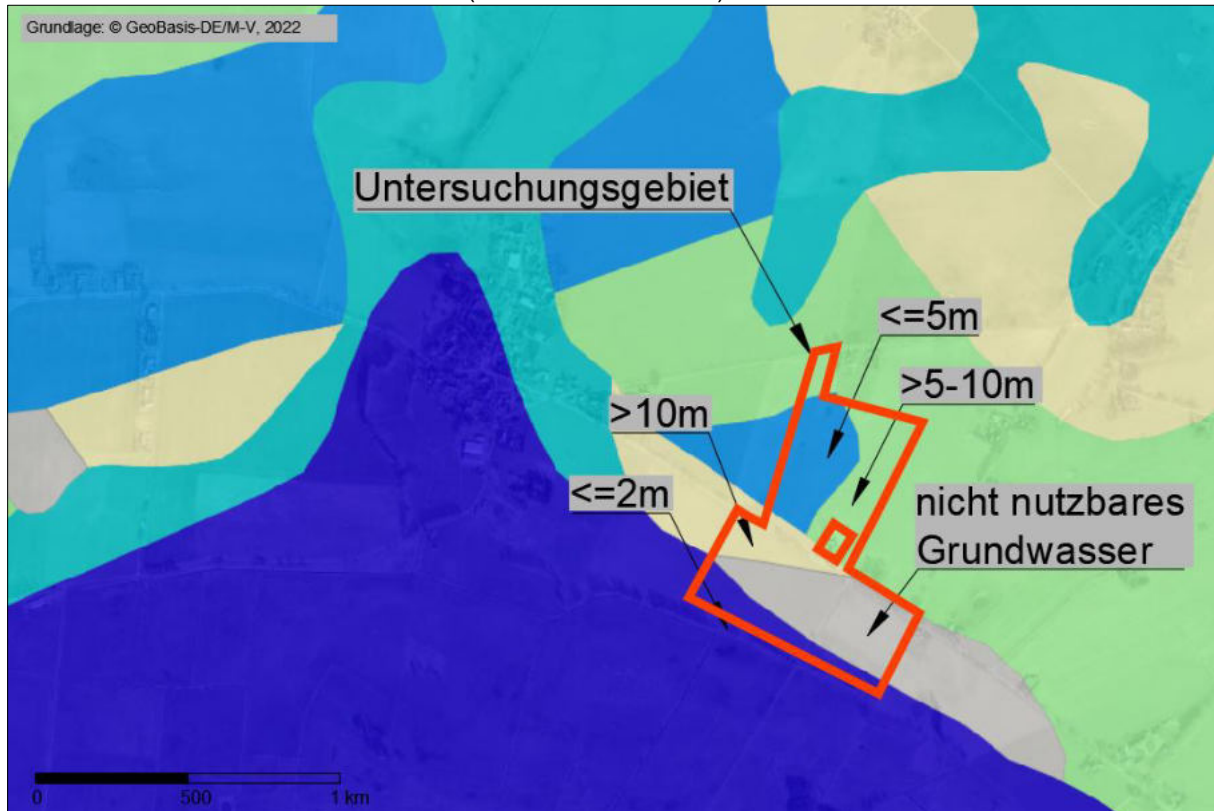 Grundlage: © GeoBasis-DE/M-V, 2022
Untersuchungsgebiet
<=5m
>5-10m
>10m
<=2m
nicht nutzbares
Grundwasser
0 500 1 km